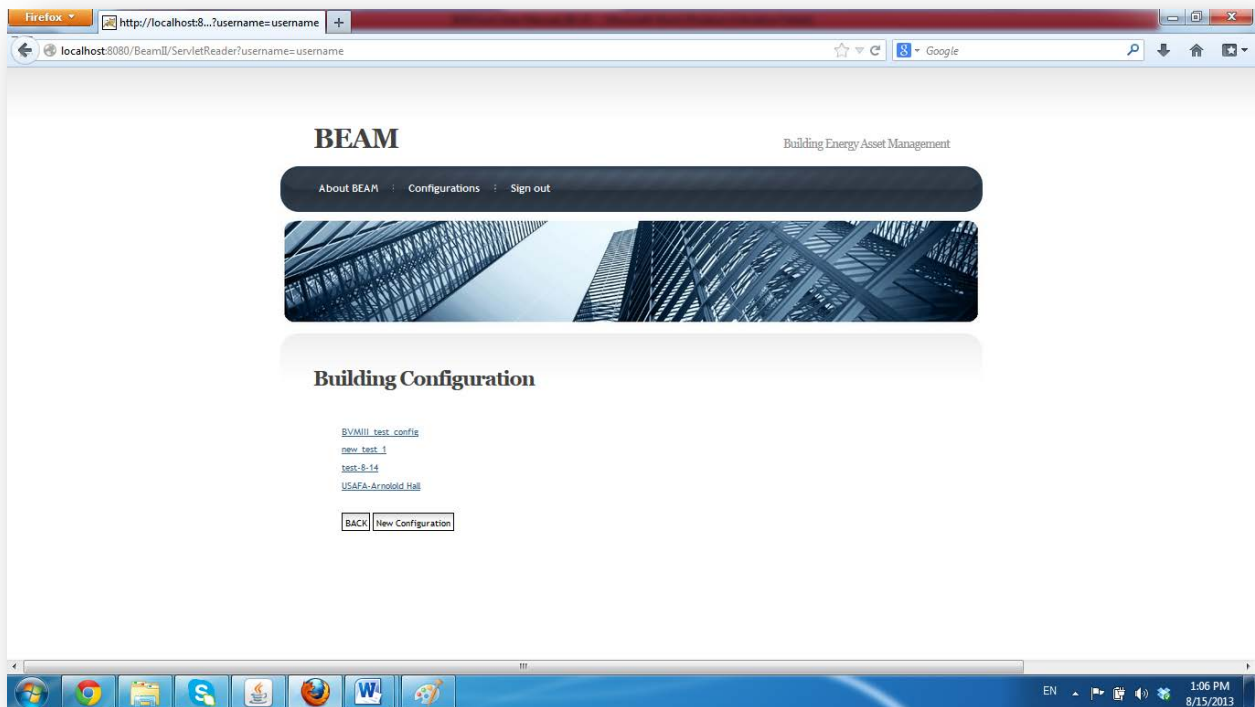 Firefox
http://localhost:8...?username=username
localhost:8080/BeamII/ServletReader?username=username
Google
BEAM
Building Energy Asset Management
About BEAM
Configurations
Sign out
Building Configuration
BVMIII test config
new test 1
test-8-14
USAFA-Arnolold Hall
BACK
New Configuration
EN
1:06 PM
8/15/2013